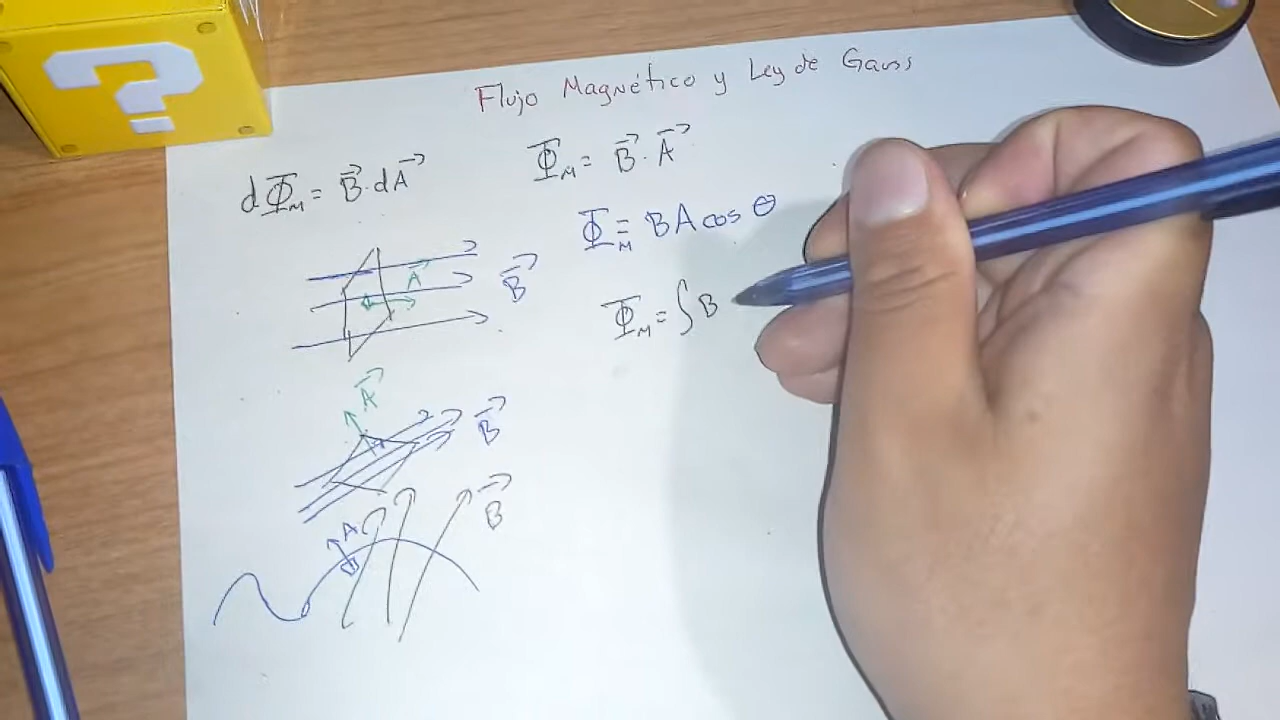 Flujo Magnético y Ley de Gauss
dΦ_M = B⃗ · dA⃗
Φ_M = B⃗ · A⃗
Φ_M = BA cos θ
A⃗
B⃗
Φ_M = ∫ B
A⃗
B⃗
A
B⃗
?